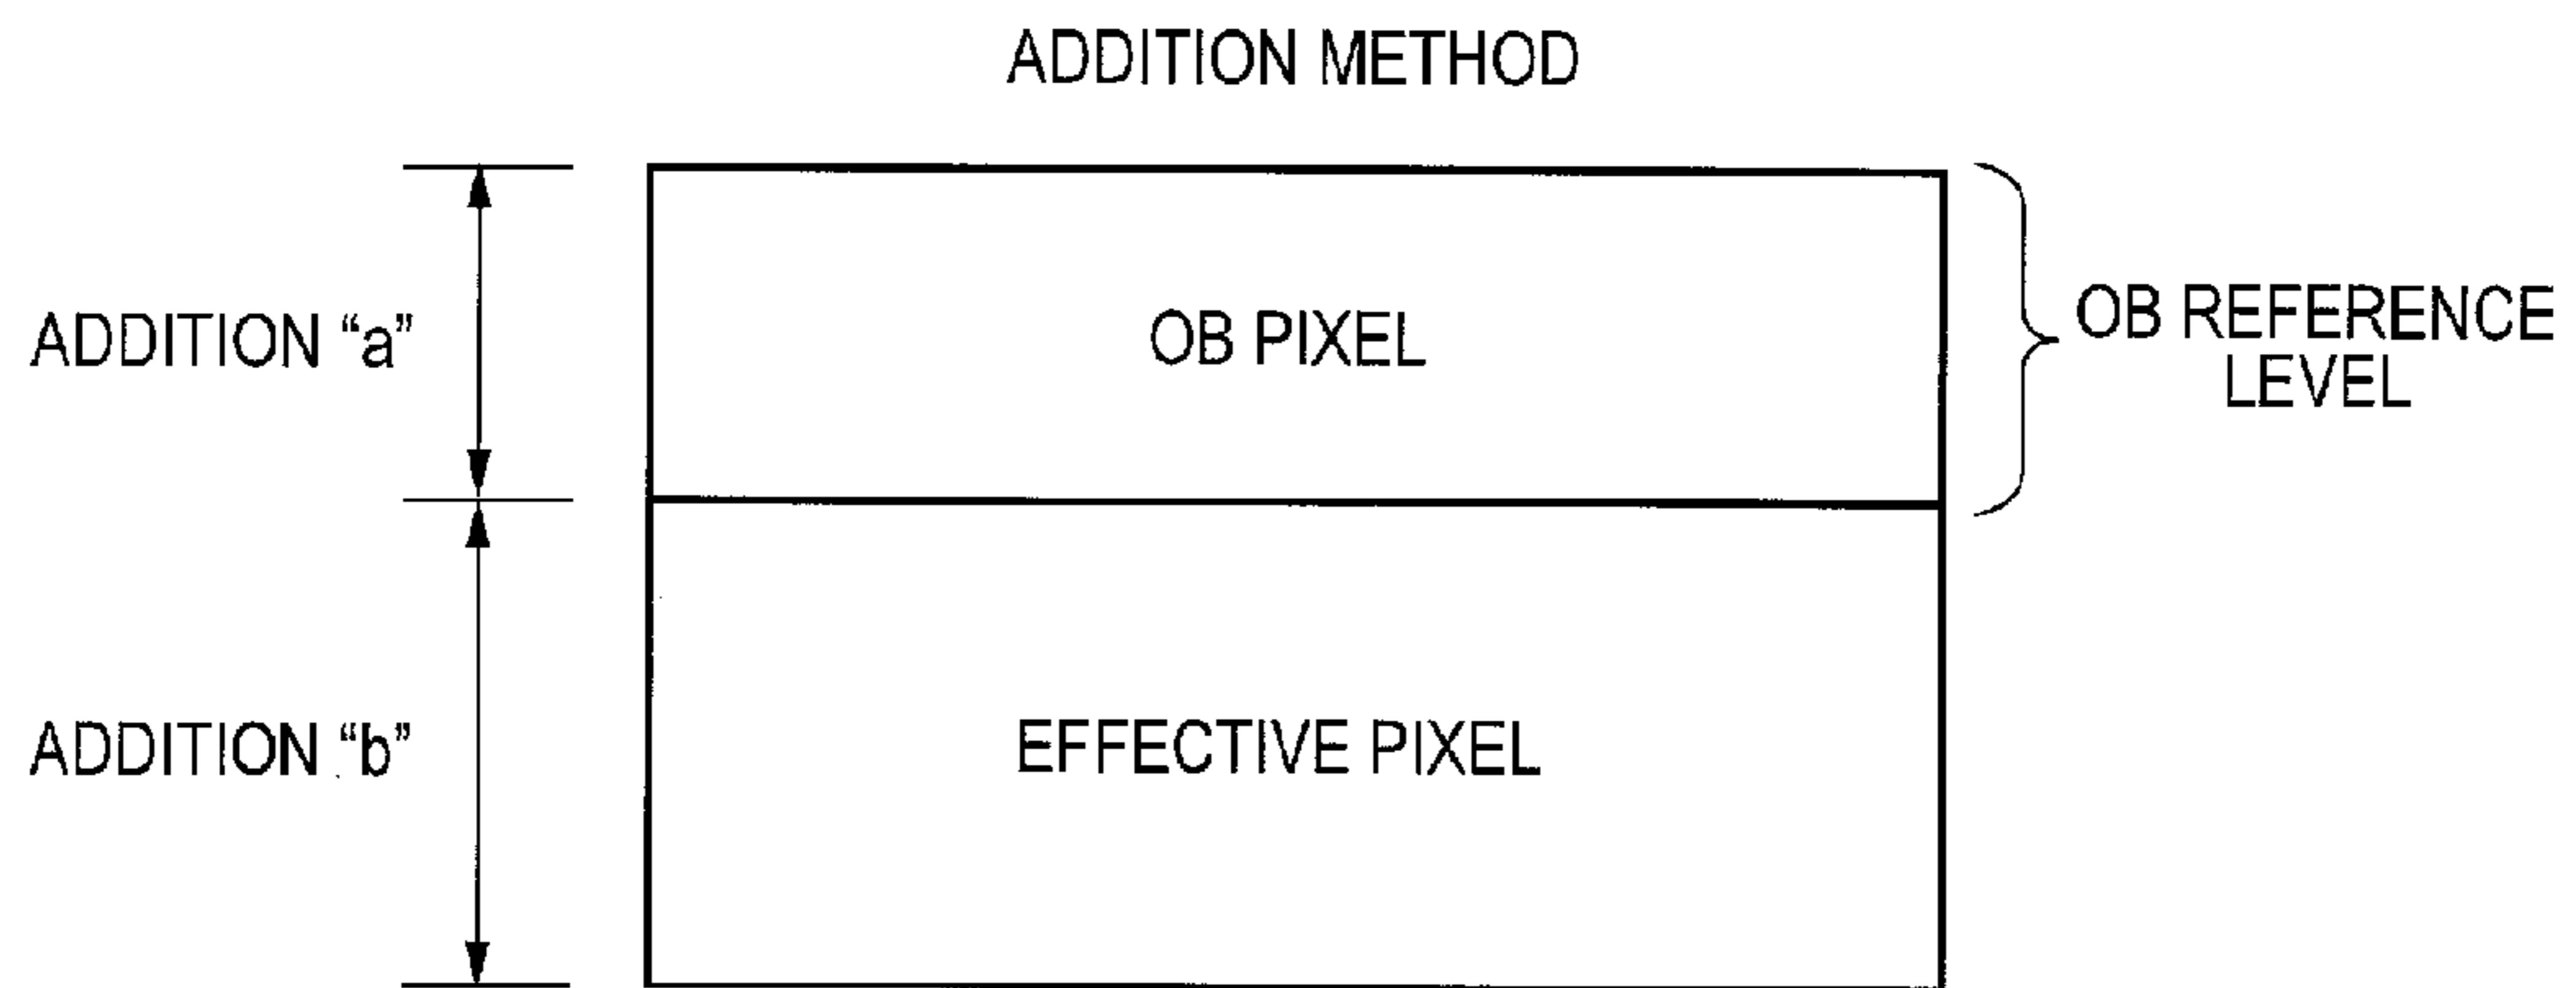 ADDITION METHOD
ADDITION “a”
OB PIXEL
OB REFERENCE
LEVEL
ADDITION “b”
EFFECTIVE PIXEL